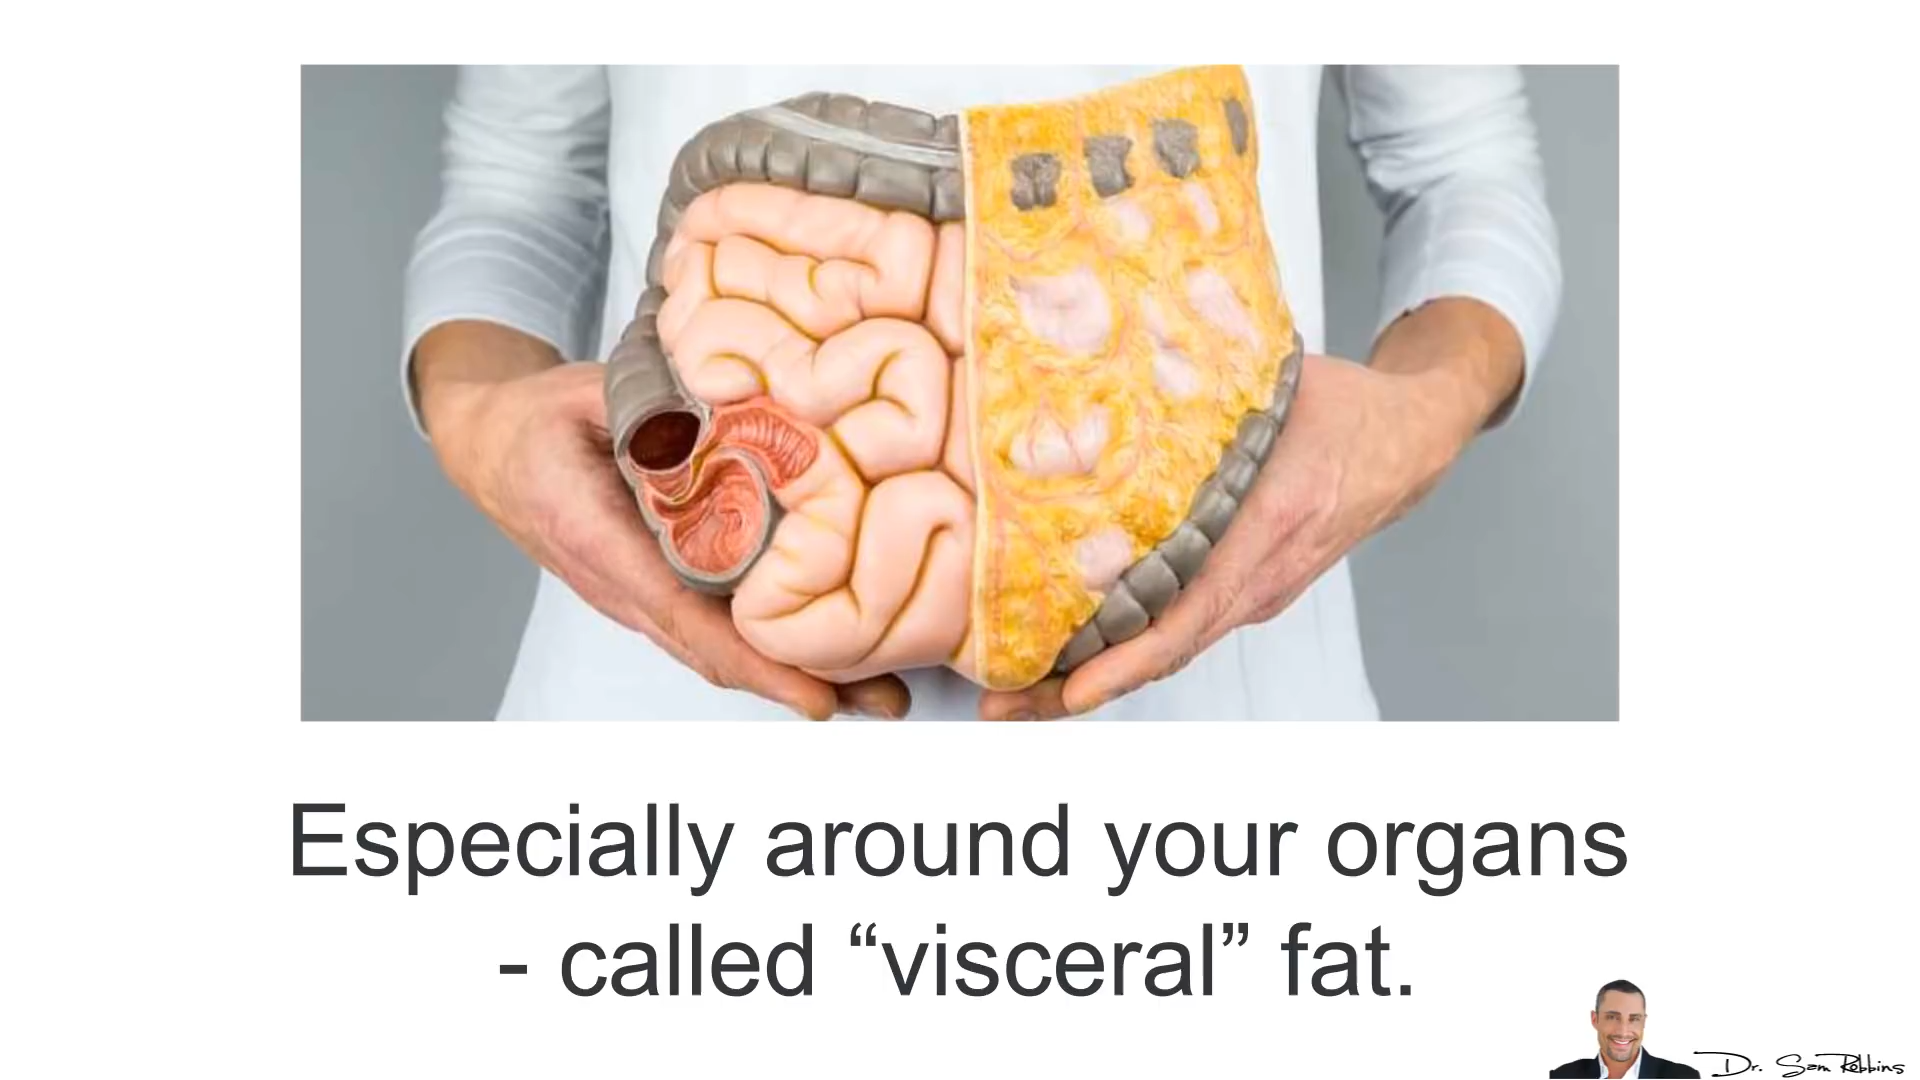 Especially around your organs
- called “visceral” fat.
Dr. Sam Robbins